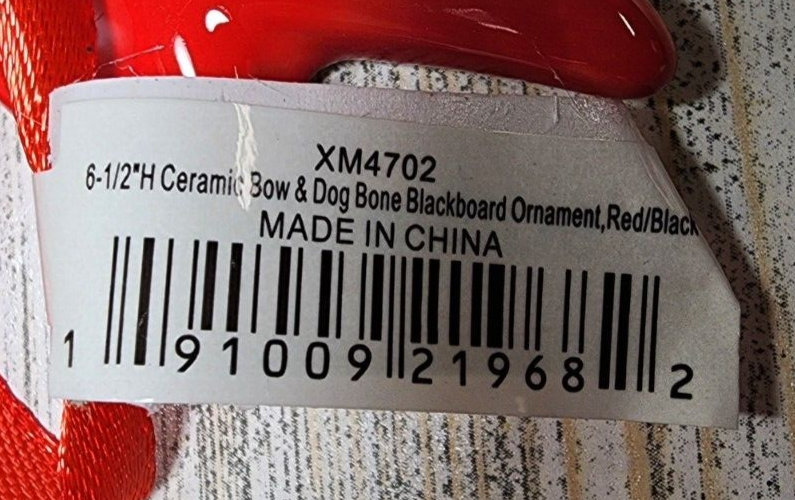 XM4702
6-1/2"H Ceramic Bow & Dog Bone Blackboard Ornament,Red/Black
MADE IN CHINA
1 91009 21968 2